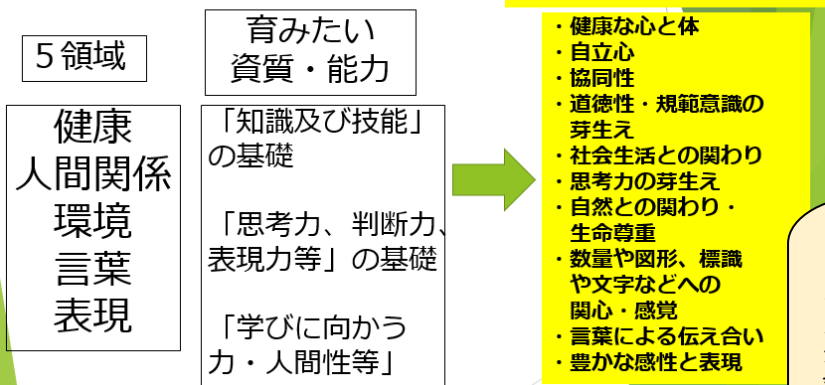 ５領域
健康
人間関係
環境
言葉
表現
育みたい
資質・能力
「知識及び技能」
の基礎
「思考力、判断力、
表現力等」の基礎
「学びに向かう
力・人間性等」
・健康な心と体
・自立心
・協同性
・道徳性・規範意識の
芽生え
・社会生活との関わり
・思考力の芽生え
・自然との関わり・
生命尊重
・数量や図形、標識
や文字などへの
関心・感覚
・言葉による伝え合い
・豊かな感性と表現